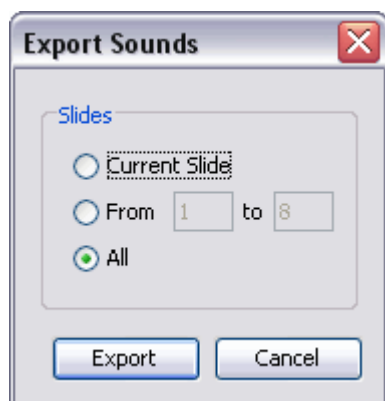 Export Sounds
Slides
Current Slide
From 1 to 8
All
Export Cancel